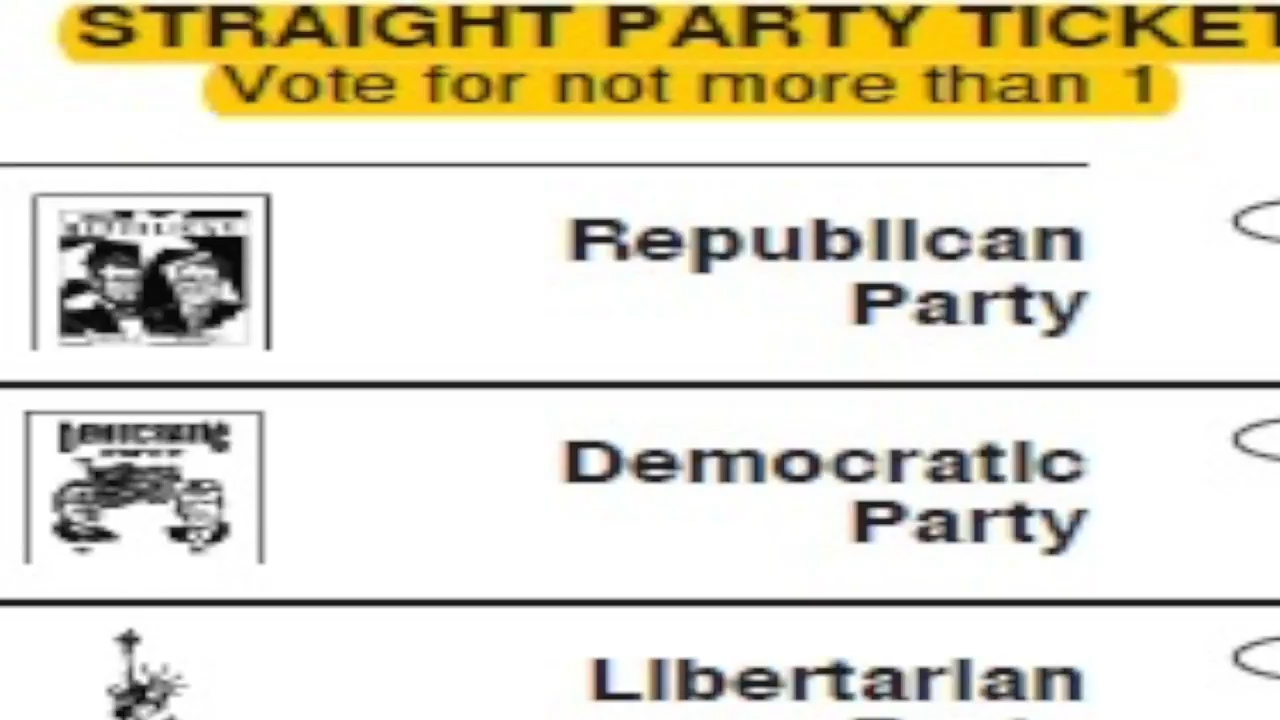 STRAIGHT PARTY TICKET
Vote for not more than 1
Republican
Party
Democratic
Party
Libertarian